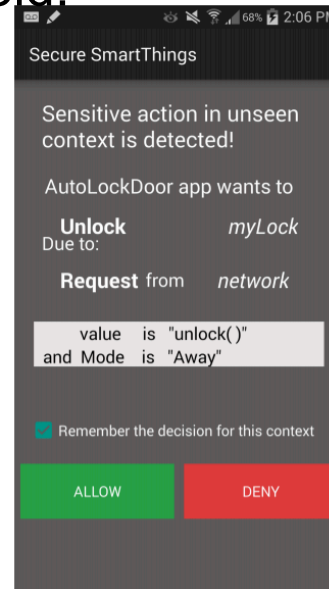 68% 2:06 PM
Secure SmartThings
Sensitive action in unseen
context is detected!
AutoLockDoor app wants to
Unlock myLock
Due to:
Request from network
value is "unlock( )"
and Mode is "Away"
Remember the decision for this context
ALLOW DENY